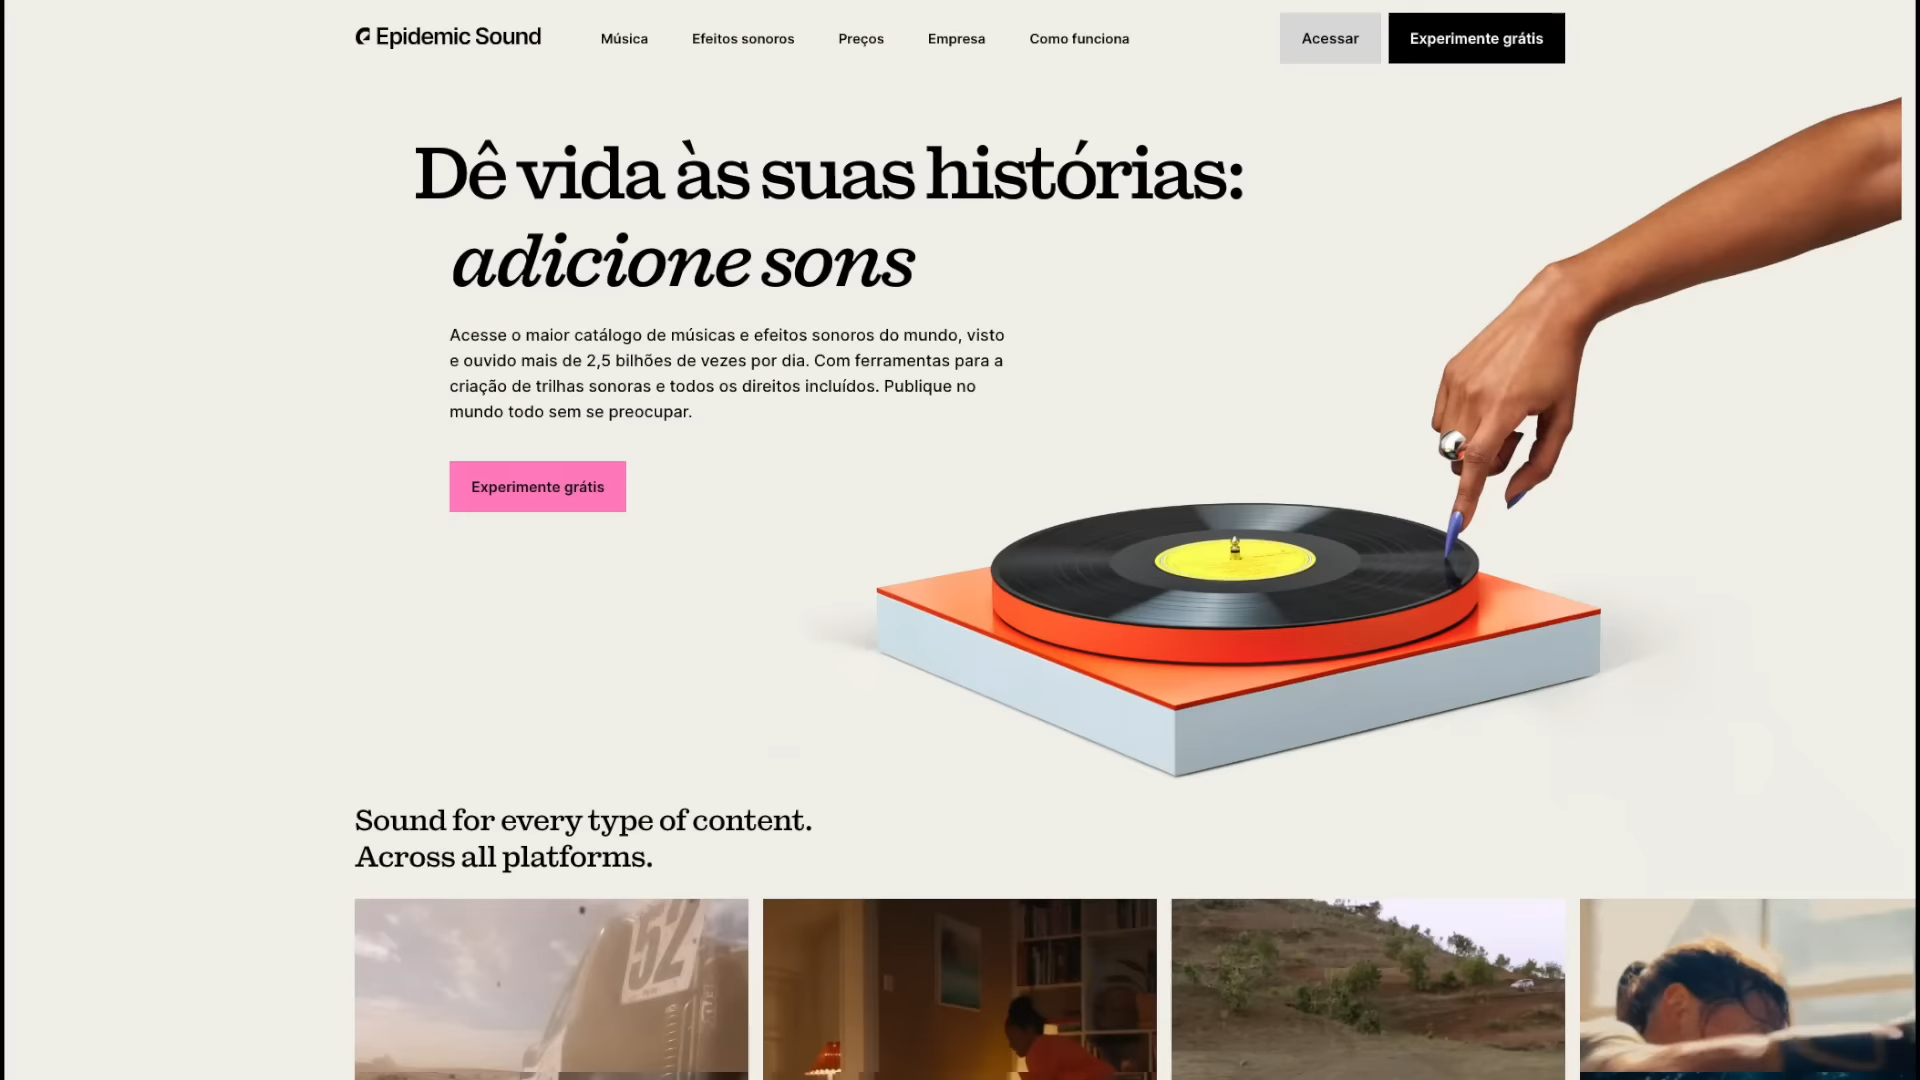 Epidemic Sound
Música
Efeitos sonoros
Preços
Empresa
Como funciona
Acessar
Experimente grátis
Dê vida às suas histórias:
adicione sons
Acesse o maior catálogo de músicas e efeitos sonoros do mundo, visto
e ouvido mais de 2,5 bilhões de vezes por dia. Com ferramentas para a
criação de trilhas sonoras e todos os direitos incluídos. Publique no
mundo todo sem se preocupar.
Experimente grátis
Sound for every type of content.
Across all platforms.
52